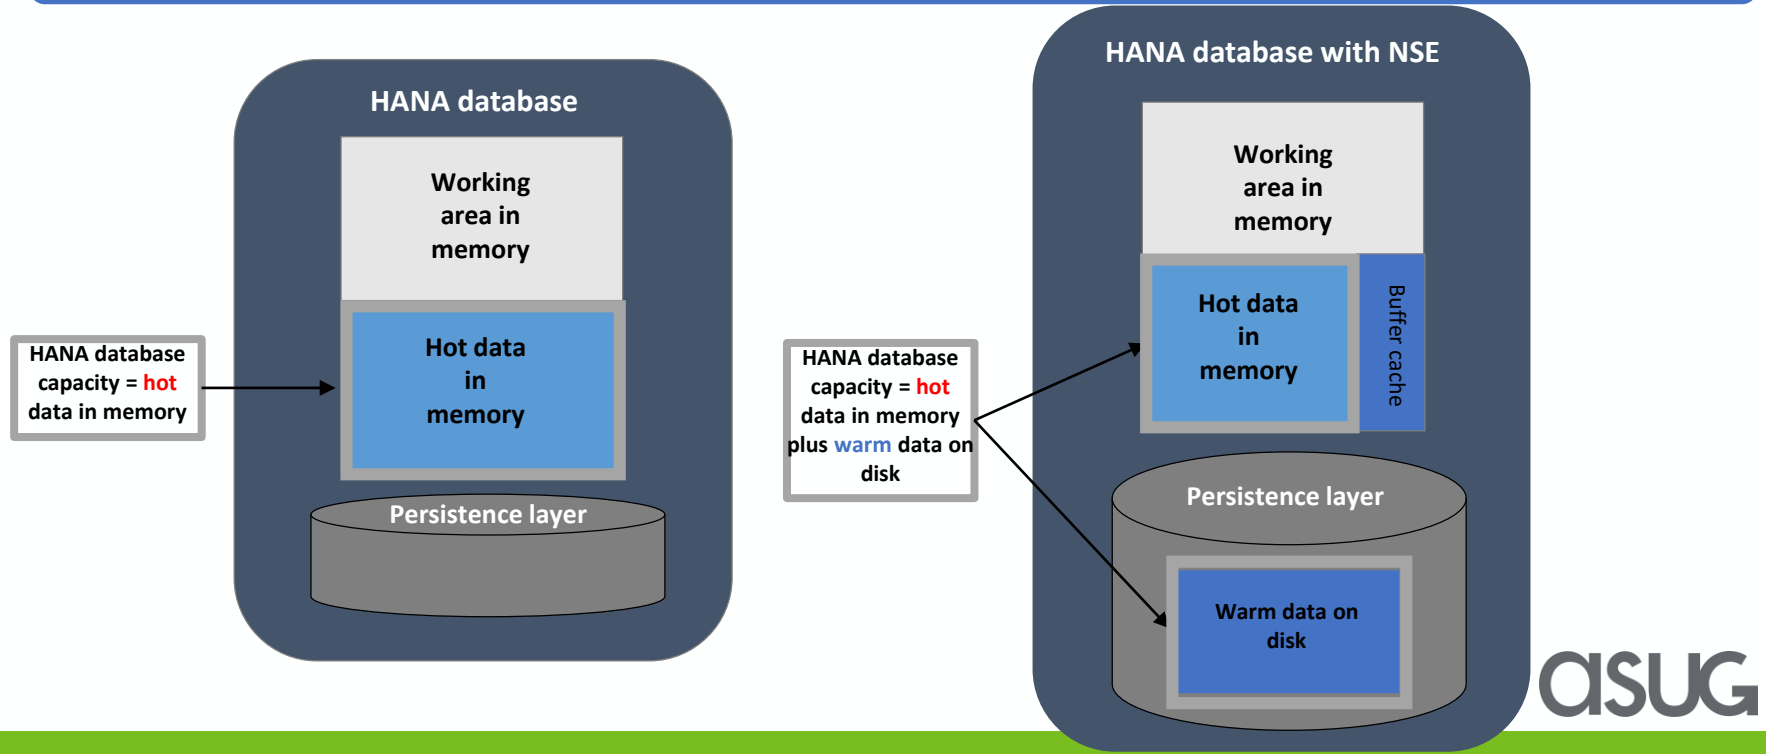 HANA database
Working
area in
memory
Hot data
in
memory
HANA database
capacity = hot
data in memory
Persistence layer
HANA database with NSE
Working
area in
memory
Hot data
in
memory
Buffer cache
HANA database
capacity = hot
data in memory
plus warm data on
disk
Persistence layer
Warm data on
disk
asug